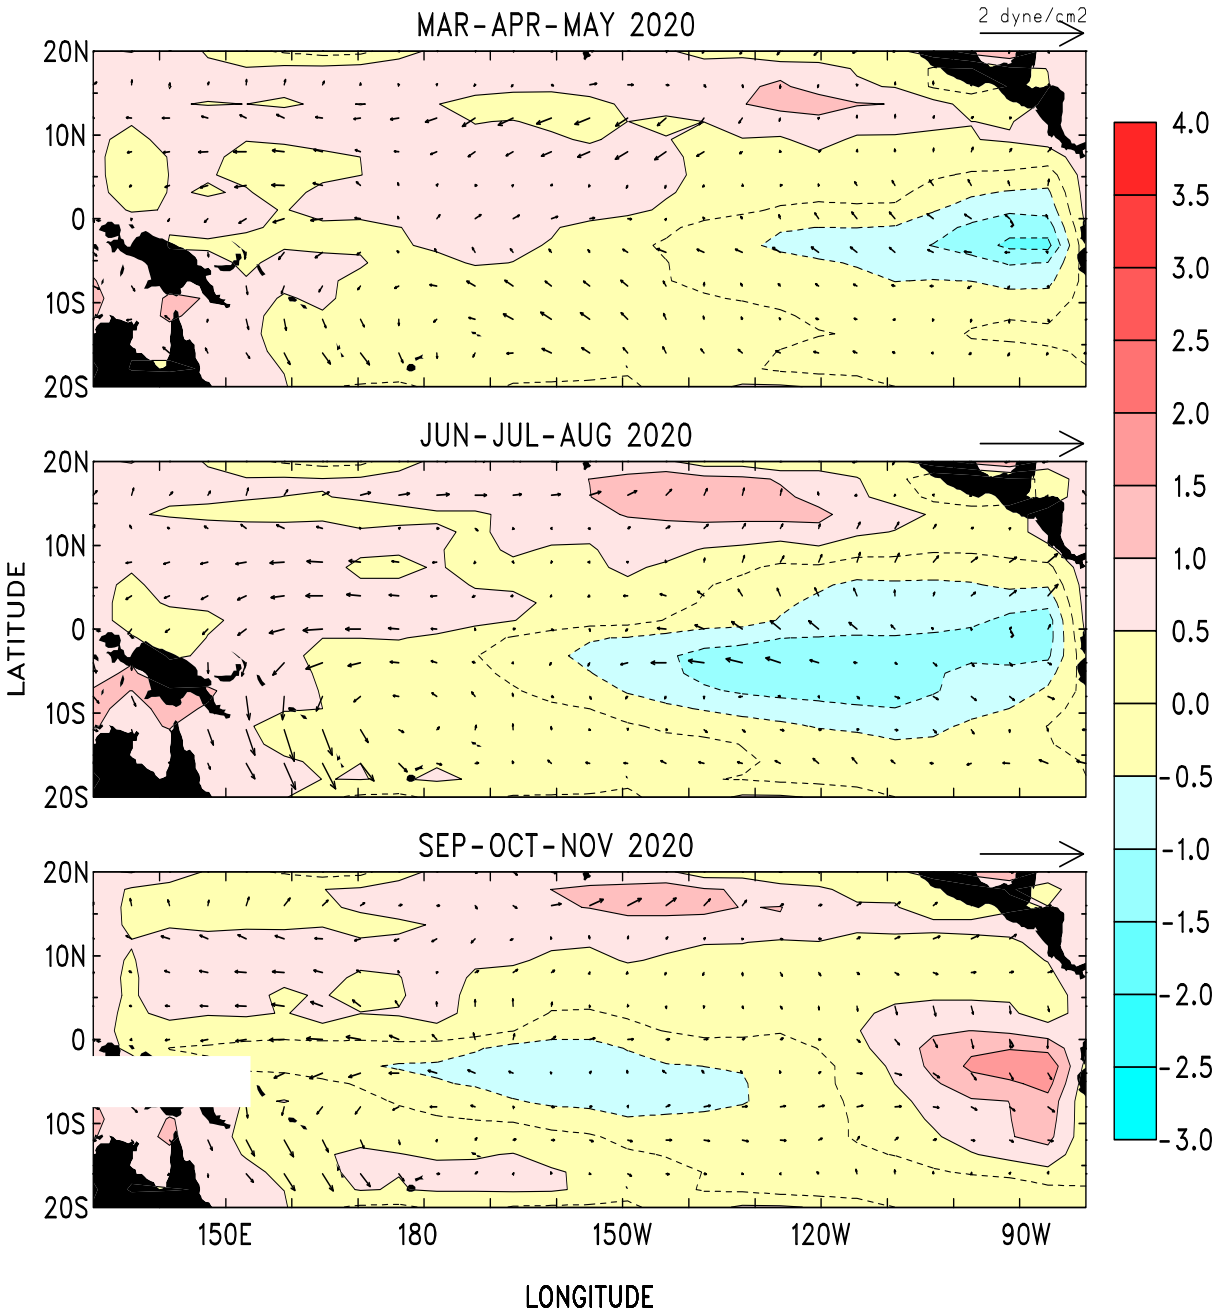 MAR-APR-MAY 2020
2 dyne/cm2
20N
10N
0
10S
20S
JUN-JUL-AUG 2020
20N
10N
0
10S
20S
LATITUDE
SEP-OCT-NOV 2020
20N
10N
0
10S
20S
150E 180 150W 120W 90W
LONGITUDE
4.0
3.5
3.0
2.5
2.0
1.5
1.0
0.5
0.0
-0.5
-1.0
-1.5
-2.0
-2.5
-3.0